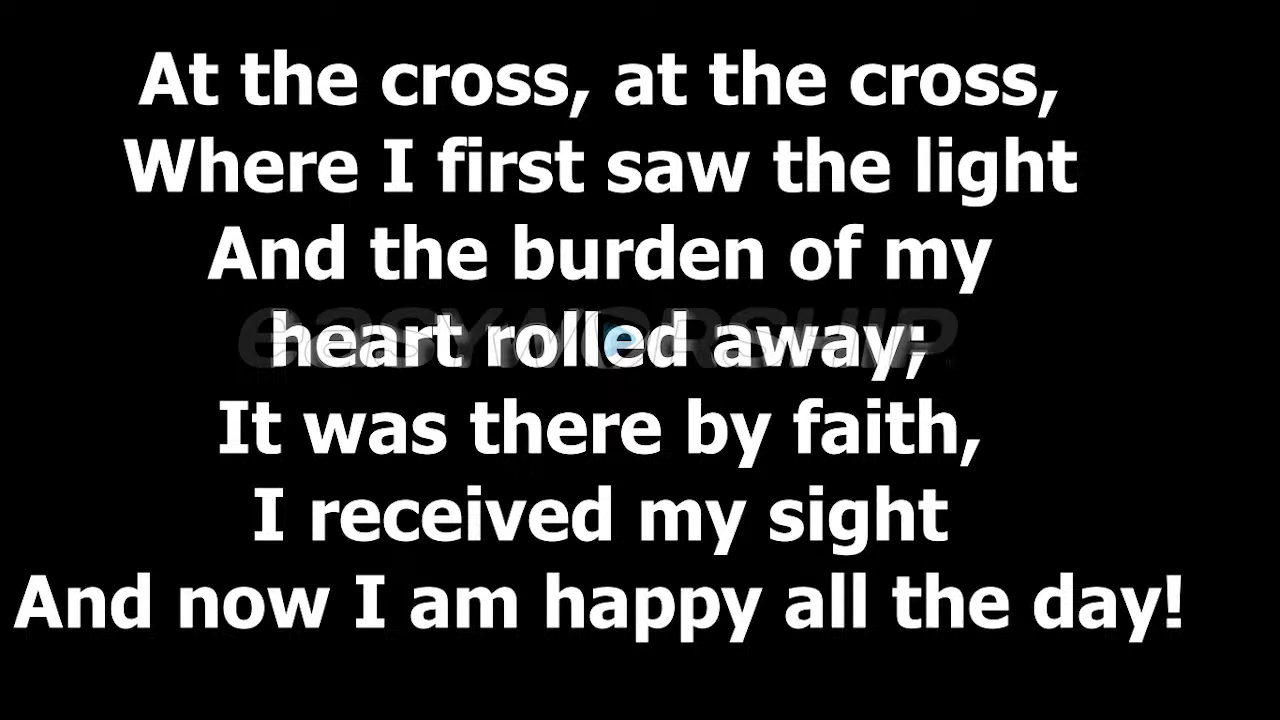 At the cross, at the cross,
Where I first saw the light
And the burden of my
heart rolled away;
easyworship
It was there by faith,
I received my sight
And now I am happy all the day!